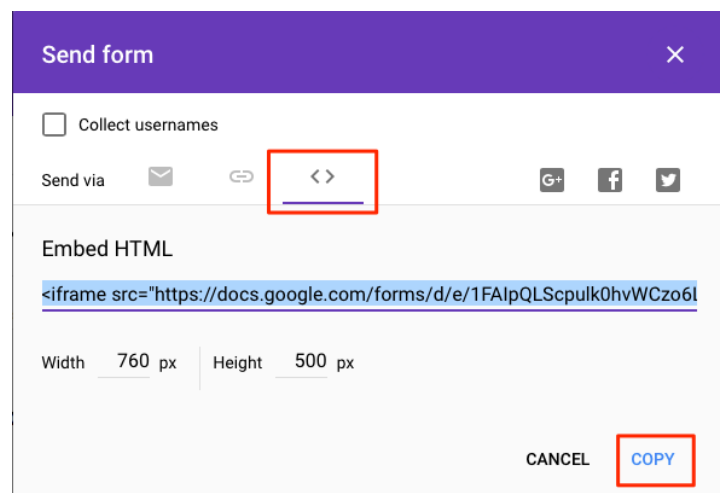 Send form
Collect usernames
Send via
G+
Embed HTML
<iframe src="https://docs.google.com/forms/d/e/1FAIpQLScpulk0hvWCzo6L
Width 760 px Height 500 px
CANCEL COPY